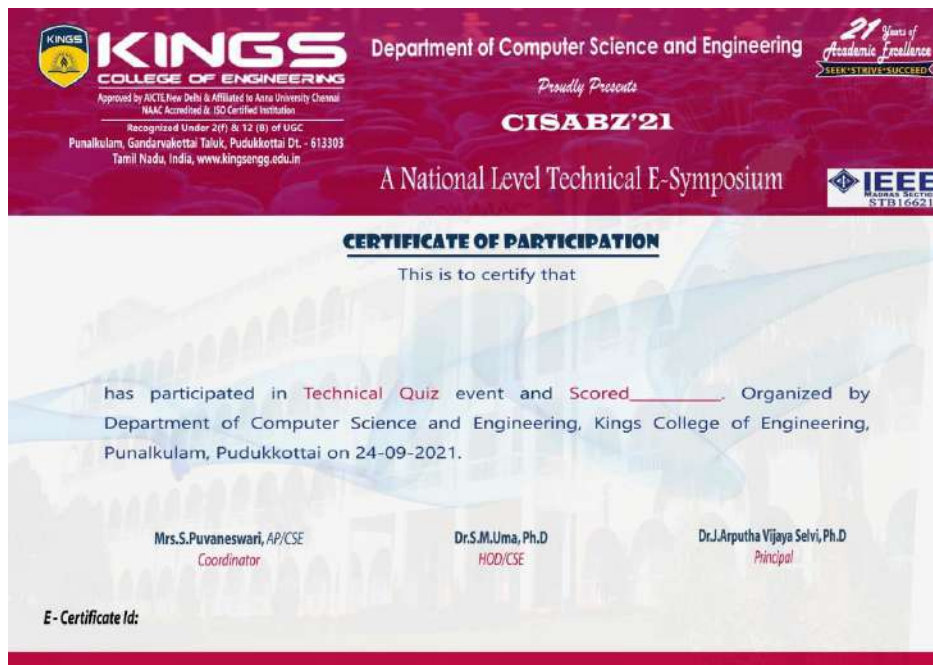 KINGS
KINGS
COLLEGE OF ENGINEERING
Approved by AICTE,New Delhi & Affiliated to Anna University Chennai
NAAC Accredited & ISO Certified Institution
Recognized Under 2(f) & 12 (B) of UGC
Punalkulam, Gandarvakottai Taluk, Pudukkottai Dt. - 613303
Tamil Nadu, India, www.kingsengg.edu.in
Department of Computer Science and Engineering
Proudly Presents
CISABZ'21
A National Level Technical E-Symposium
21 Years of
Academic Excellence
SEEK*STRIVE*SUCCEED
IEEE
MADRAS SECTION
STB16621
CERTIFICATE OF PARTICIPATION
This is to certify that
has participated in Technical Quiz event and Scored_________. Organized by
Department of Computer Science and Engineering, Kings College of Engineering,
Punalkulam, Pudukkottai on 24-09-2021.
Mrs.S.Puvaneswari, AP/CSE
Coordinator
Dr.S.M.Uma, Ph.D
HOD/CSE
Dr.J.Arputha Vijaya Selvi, Ph.D
Principal
E - Certificate Id: